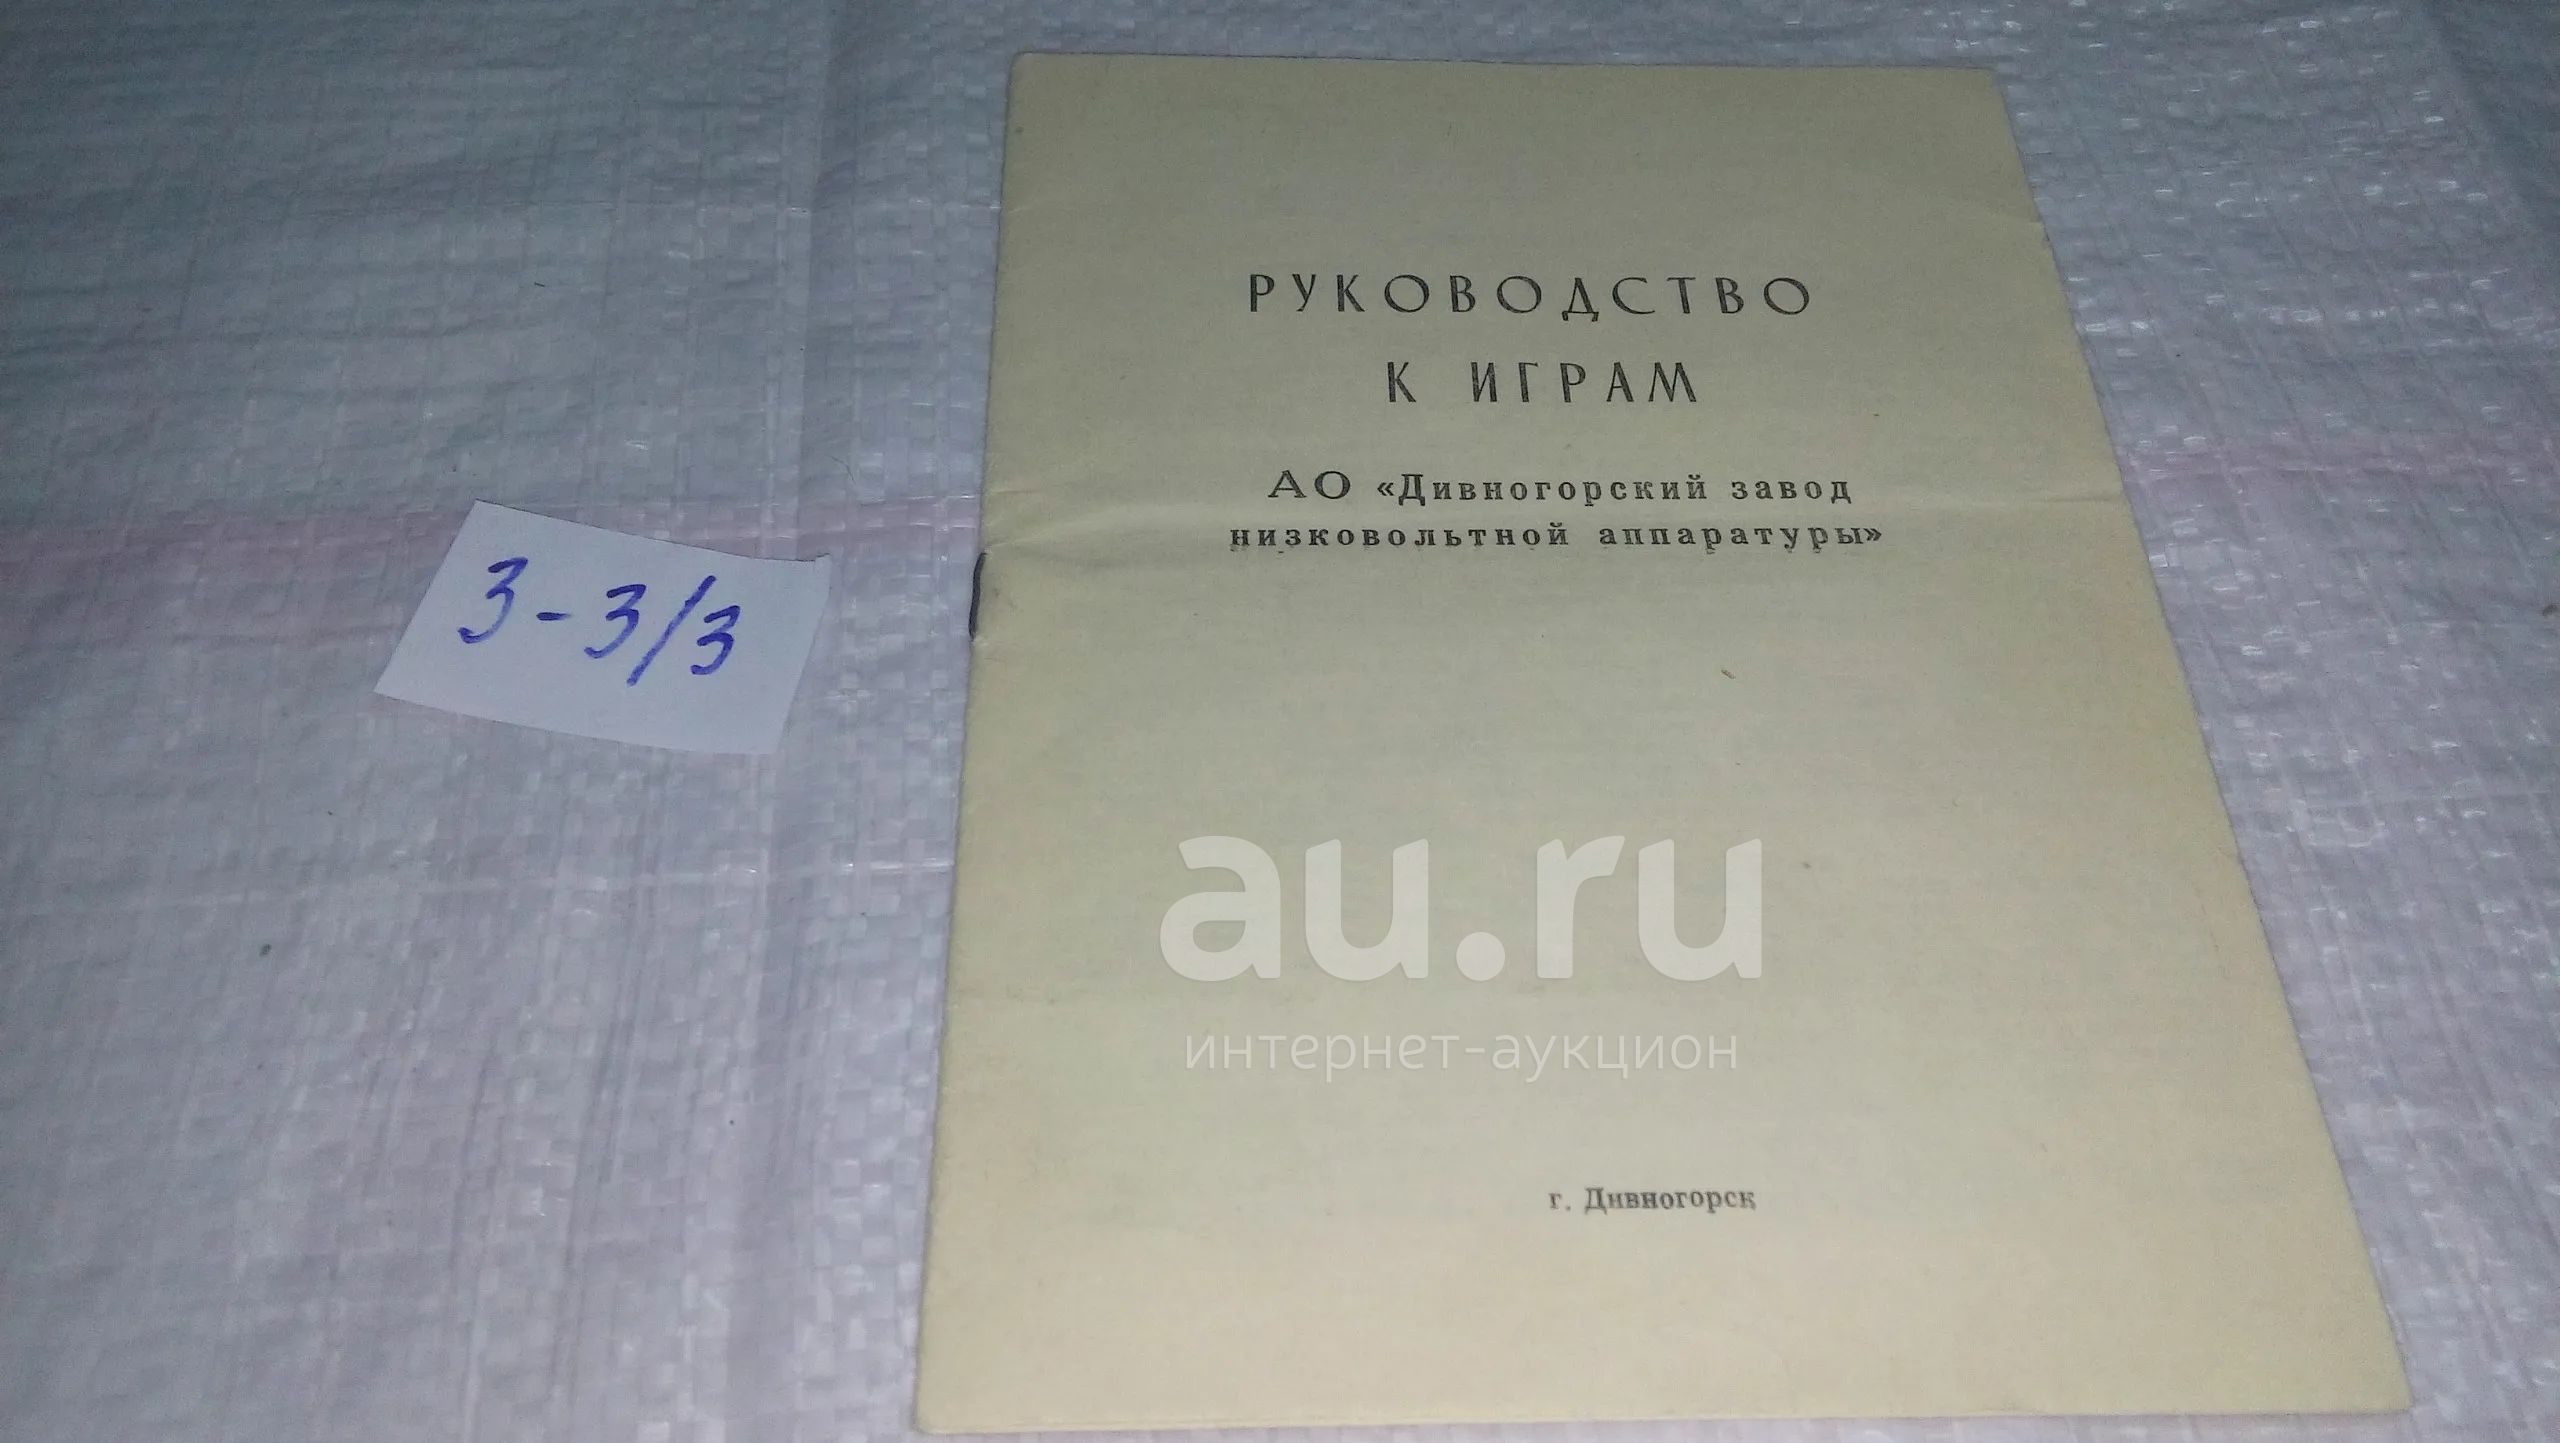 РУКОВОДСТВО
К ИГРАМ
АО «Дивногорский завод
низковольтной аппаратуры»
3-3/3
au.ru
интернет-аукцион
г. Дивногорск